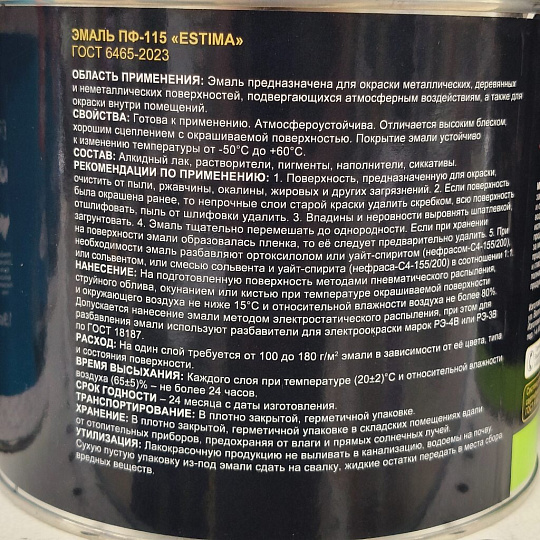 ЭМАЛЬ ПФ-115 «ESTIMA»
ГОСТ 6465-2023
ОБЛАСТЬ ПРИМЕНЕНИЯ: Эмаль предназначена для окраски металлических, деревянных
и неметаллических поверхностей, подвергающихся атмосферным воздействиям, а также для
окраски внутри помещений.
СВОЙСТВА: Готова к применению. Атмосфероустойчива. Отличается высоким блеском,
хорошим сцеплением с окрашиваемой поверхностью. Покрытие эмали устойчиво
к изменению температуры от -50°С до +60°С.
СОСТАВ: Алкидный лак, растворители, пигменты, наполнители, сиккативы.
РЕКОМЕНДАЦИИ ПО ПРИМЕНЕНИЮ: 1. Поверхность, предназначенную для окраски,
очистить от пыли, ржавчины, окалины, жировых и других загрязнений. 2. Если поверхность
была окрашена ранее, то непрочные слои старой краски удалить скребком, всю поверхность
отшлифовать, пыль от шлифовки удалить. 3. Впадины и неровности выровнять шпатлевкой,
загрунтовать. 4. Эмаль тщательно перемешать до однородности. Если при хранении
на поверхности эмали образовалась пленка, то её следует предварительно удалить. 5. При
необходимости эмаль разбавляют ортоксилолом или уайт-спиритом (нефрасом-С4-155/200),
или сольвентом, или смесью сольвента и уайт-спирита (нефраса-С4-155/200) в соотношении 1:1.
НАНЕСЕНИЕ: На подготовленную поверхность методами пневматического распыления,
струйного облива, окунанием или кистью при температуре окрашиваемой поверхности
и окружающего воздуха не ниже 15°С и относительной влажности воздуха не более 80%.
Допускается нанесение эмали методом электростатического распыления, при этом для
разбавления эмали используют разбавители для электроокраски марок РЭ-4В или РЭ-3В
по ГОСТ 18187.
РАСХОД: На один слой требуется от 100 до 180 г/м² эмали в зависимости от её цвета, типа
и состояния поверхности.
ВРЕМЯ ВЫСЫХАНИЯ: Каждого слоя при температуре (20±2)°С и относительной влажности
воздуха (65±5)% – не более 24 часов.
СРОК ГОДНОСТИ – 24 месяца с даты изготовления.
ТРАНСПОРТИРОВАНИЕ: В плотно закрытой, герметичной упаковке.
ХРАНЕНИЕ: В плотно закрытой, герметичной упаковке в складских помещениях вдали
от отопительных приборов, предохраняя от влаги и прямых солнечных лучей.
УТИЛИЗАЦИЯ: Лакокрасочную продукцию не выливать в канализацию, водоемы на почву.
Сухую пустую упаковку из-под эмали сдать на свалку, жидкие остатки передать в места сбора
вредных веществ.